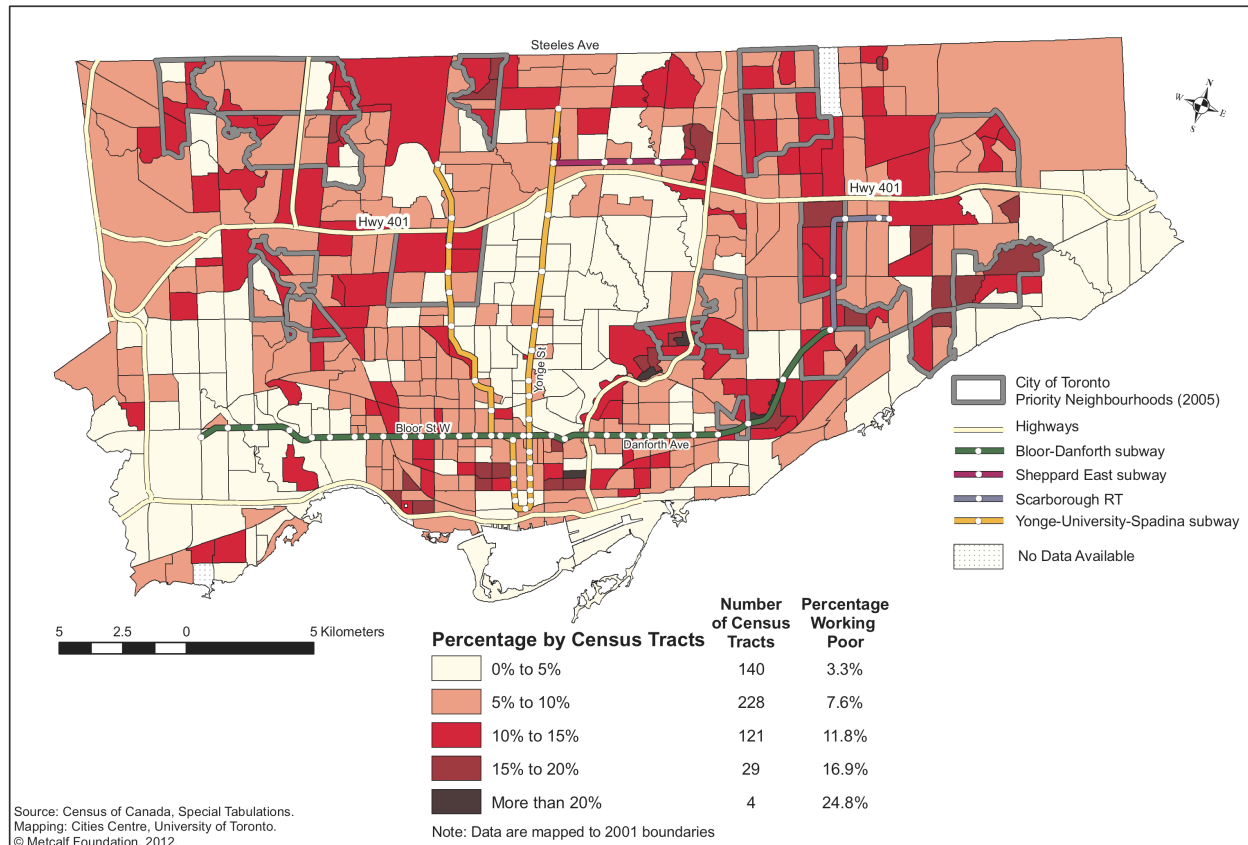 Steeles Ave
N
W
E
S
Hwy 401
Hwy 401
Yonge St
Bloor St W
Danforth Ave
City of Toronto
Priority Neighbourhoods (2005)
Highways
Bloor-Danforth subway
Sheppard East subway
Scarborough RT
Yonge-University-Spadina subway
No Data Available
5 2.5 0 5 Kilometers
Percentage by Census Tracts Number of Census Tracts Percentage Working Poor
0% to 5% 140 3.3%
5% to 10% 228 7.6%
10% to 15% 121 11.8%
15% to 20% 29 16.9%
More than 20% 4 24.8%
Note: Data are mapped to 2001 boundaries
Source: Census of Canada, Special Tabulations.
Mapping: Cities Centre, University of Toronto.
© Metcalf Foundation, 2012